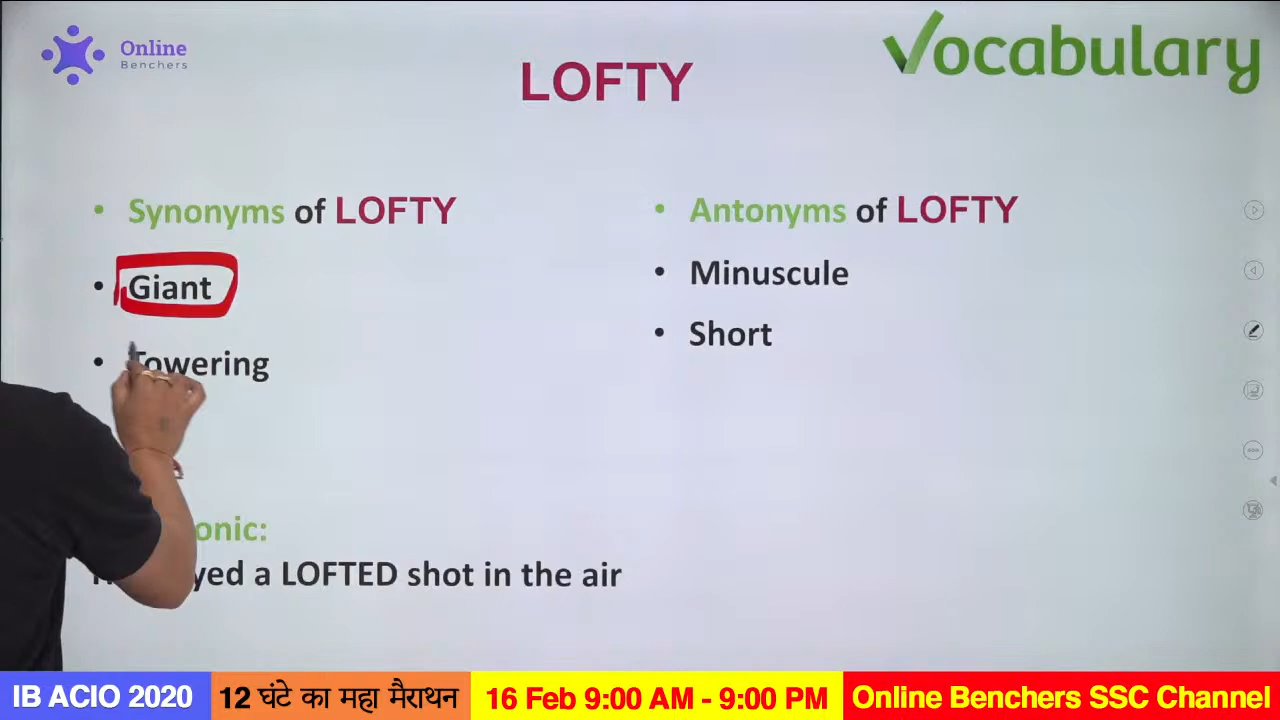 Online
Benchers
Vocabulary
LOFTY
• Synonyms of LOFTY
• Giant
• Towering
• Antonyms of LOFTY
• Minuscule
• Short
onic:
yed a LOFTED shot in the air
IB ACIO 2020
12 घंटे का महा मैराथन
16 Feb 9:00 AM - 9:00 PM
Online Benchers SSC Channel